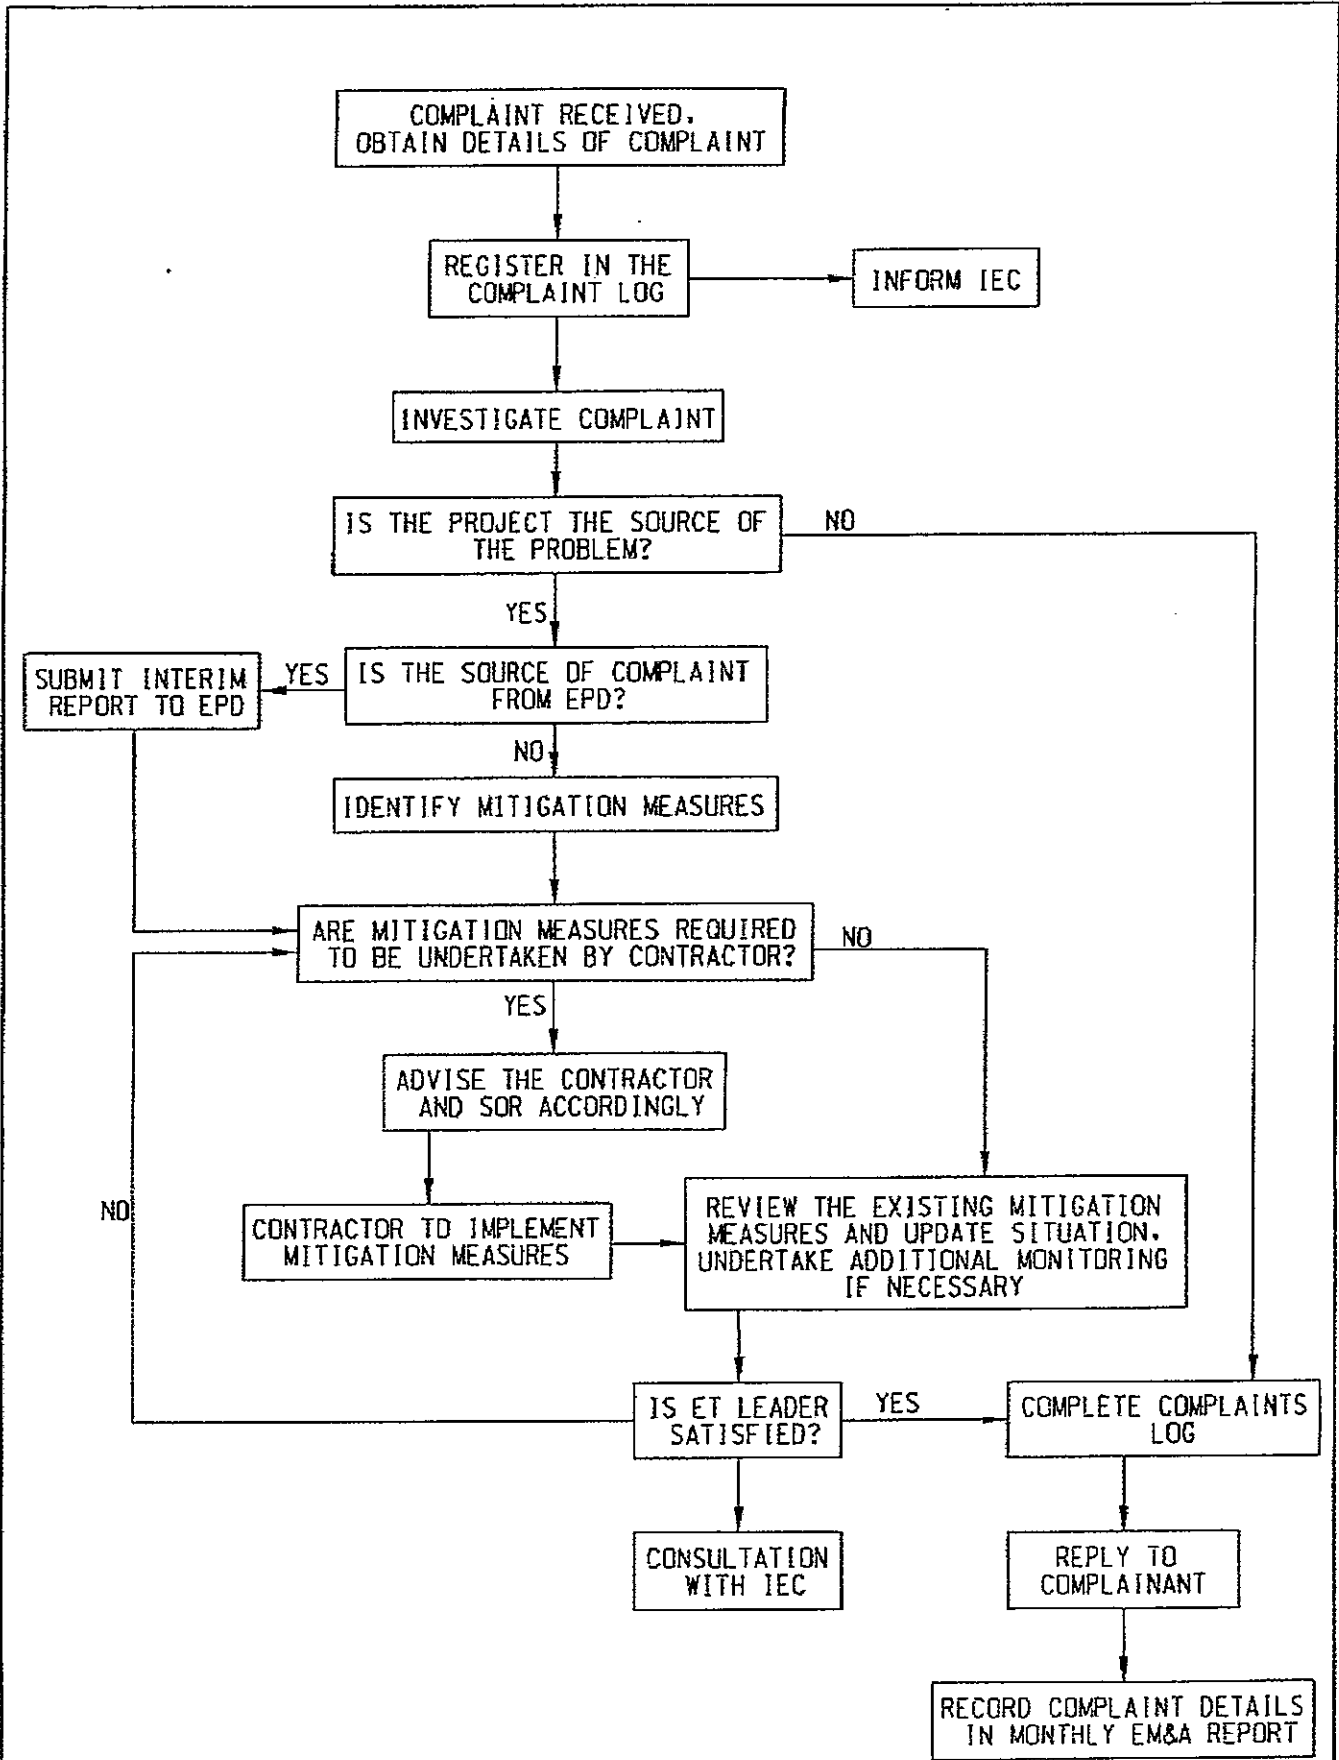 COMPLAINT RECEIVED.
OBTAIN DETAILS OF COMPLAINT
REGISTER IN THE
COMPLAINT LOG
INFORM IEC
INVESTIGATE COMPLAINT
IS THE PROJECT THE SOURCE OF
THE PROBLEM?
NO
YES
SUBMIT INTERIM
REPORT TO EPD
YES
IS THE SOURCE OF COMPLAINT
FROM EPD?
NO
IDENTIFY MITIGATION MEASURES
ARE MITIGATION MEASURES REQUIRED
TO BE UNDERTAKEN BY CONTRACTOR?
NO
YES
ADVISE THE CONTRACTOR
AND SOR ACCORDINGLY
NO
CONTRACTOR TO IMPLEMENT
MITIGATION MEASURES
REVIEW THE EXISTING MITIGATION
MEASURES AND UPDATE SITUATION.
UNDERTAKE ADDITIONAL MONITORING
IF NECESSARY
IS ET LEADER
SATISFIED?
YES
COMPLETE COMPLAINTS
LOG
CONSULTATION
WITH IEC
REPLY TO
COMPLAINANT
RECORD COMPLAINT DETAILS
IN MONTHLY EM&A REPORT